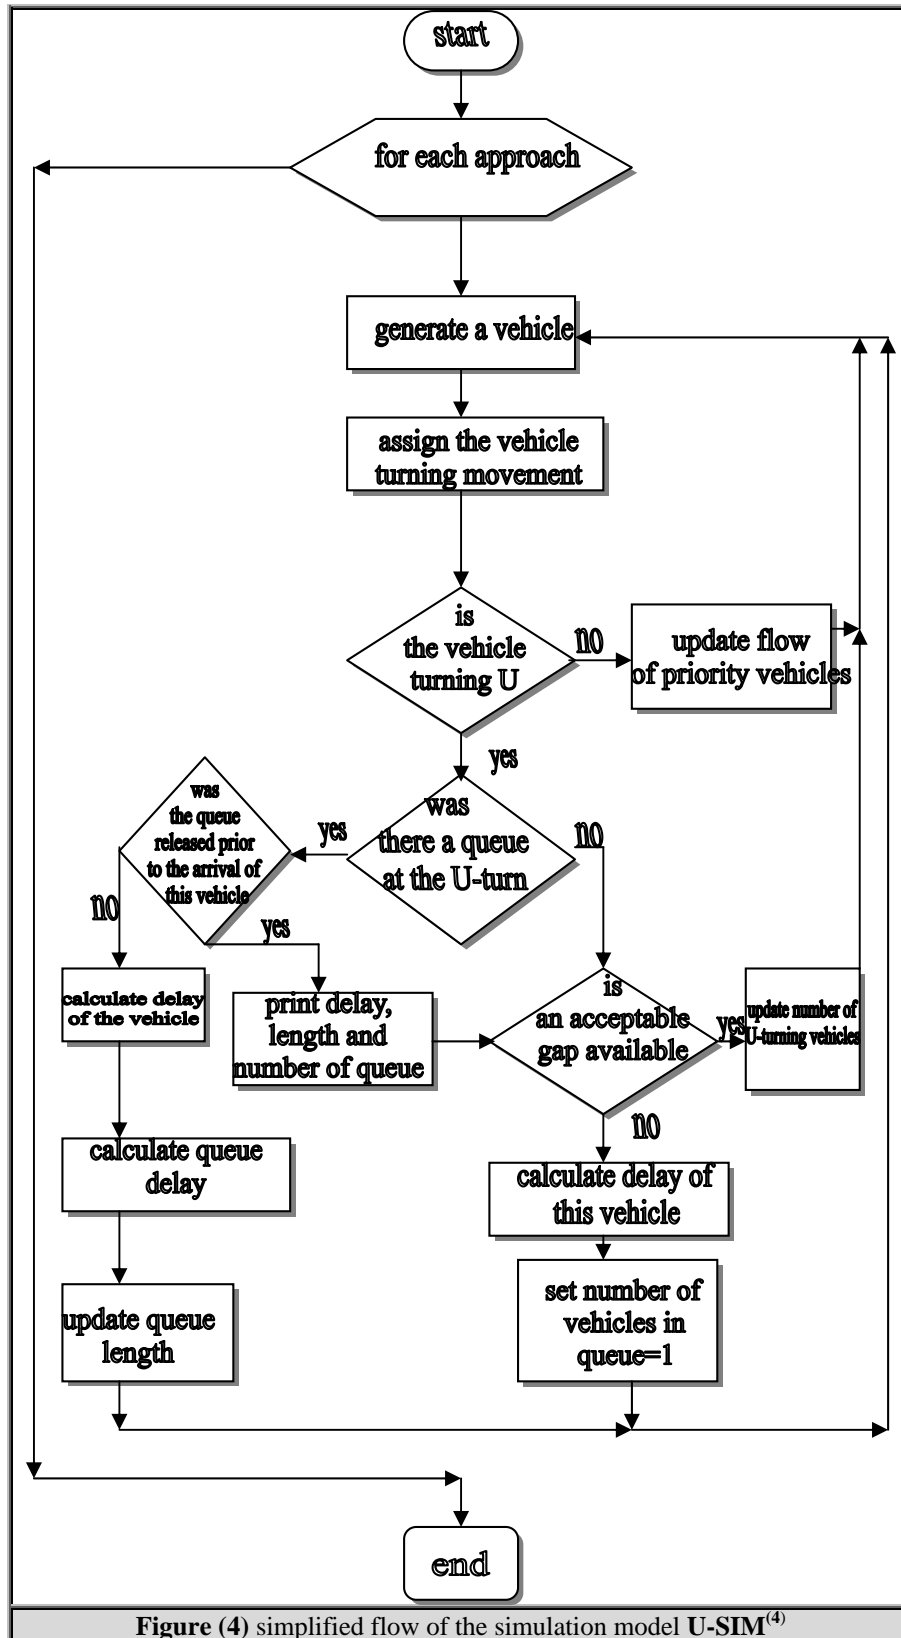 start
for each approach
generate a vehicle
assign the vehicle
turning movement
is
the vehicle
turning U
no
update flow
of priority vehicles
yes
was
there a queue
at the U-turn
yes
no
was
the queue
released prior
to the arrival of
this vehicle
no
yes
calculate delay
of the vehicle
print delay,
length and
number of queue
is
an acceptable
gap available
yes
update number of
U-turning vehicles
no
calculate queue
delay
calculate delay of
this vehicle
update queue
length
set number of
vehicles in
queue=1
end
Figure (4) simplified flow of the simulation model U-SIM(4)